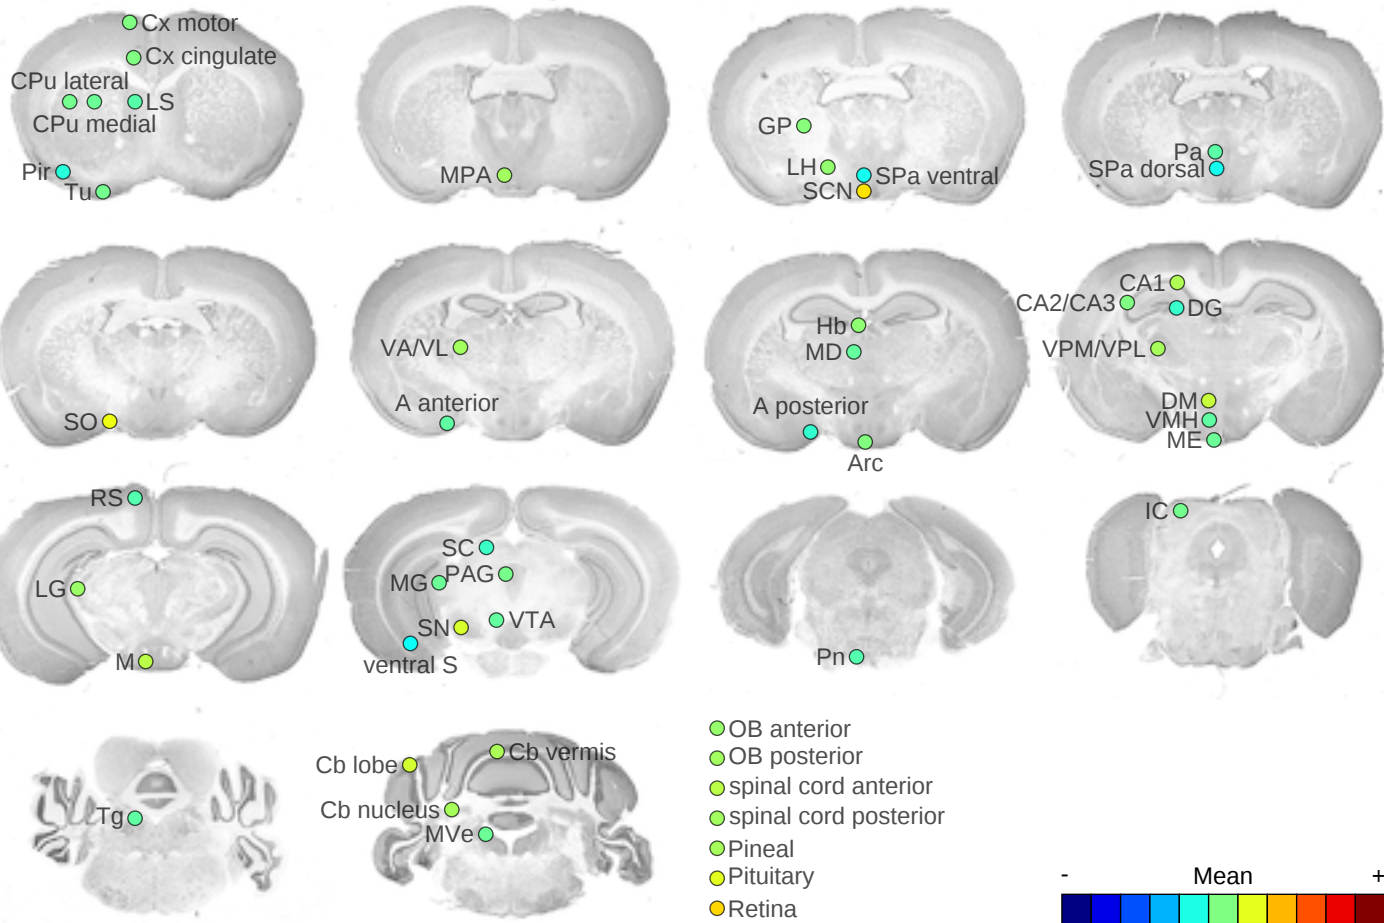 Cx motor
Cx cingulate
CPu lateral
LS
CPu medial
Pir
Tu
MPA
GP
LH
SPa ventral
SCN
Pa
SPa dorsal
SO
VA/VL
A anterior
Hb
MD
A posterior
Arc
CA1
CA2/CA3
DG
VPM/VPL
DM
VMH
ME
RS
LG
M
SC
MG
PAG
SN
VTA
ventral S
Pn
IC
Tg
Cb lobe
Cb vermis
Cb nucleus
MVe
OB anterior
OB posterior
spinal cord anterior
spinal cord posterior
Pineal
Pituitary
Retina
- Mean +